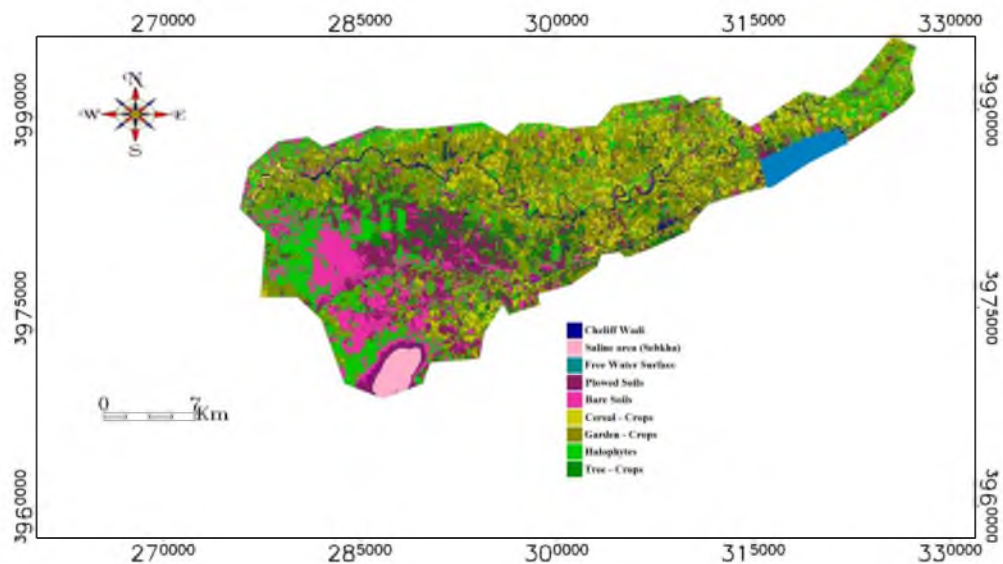 270000 285000 300000 315000 330000
3990000
3975000
3960000
N
W E
S
0 7
Km
Cheliff Wadi
Saline area (Sebkha)
Free Water Surface
Plowed Soils
Bare Soils
Cereal - Crops
Garden - Crops
Halophytes
Tree - Crops
3990000
3975000
3960000
270000 285000 300000 315000 330000